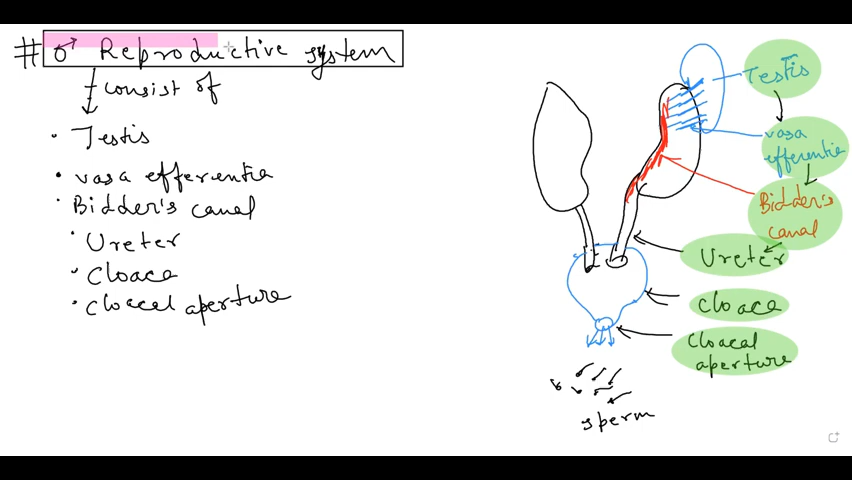 # ♂ Reproductive system
consist of
• Testis
• vasa efferentia
• Bidder's canal
• Ureter
• Cloaca
• Cloacal aperture
Testis
vasa
efferentia
Bidder's
canal
Ureter
Cloaca
Cloacal
aperture
sperm